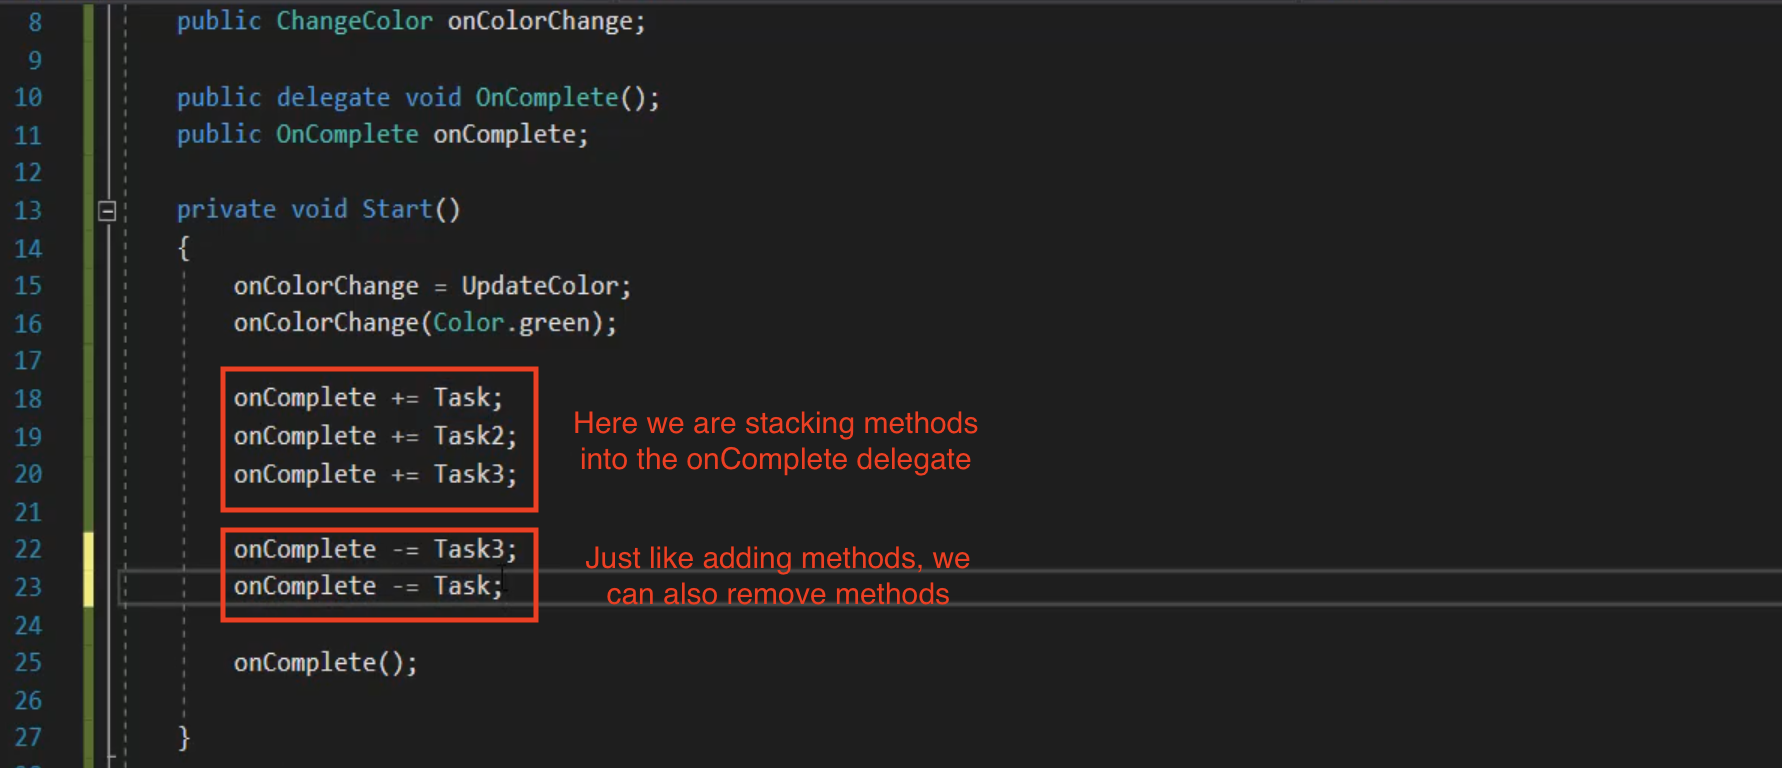 8 public ChangeColor onColorChange;
9
10 public delegate void OnComplete();
11 public OnComplete onComplete;
12
13 private void Start()
14 {
15 onColorChange = UpdateColor;
16 onColorChange(Color.green);
17
18 onComplete += Task;
19 onComplete += Task2;
20 onComplete += Task3;
Here we are stacking methods
into the onComplete delegate
21
22 onComplete -= Task3;
23 onComplete -= Task;
Just like adding methods, we
can also remove methods
24
25 onComplete();
26
27 }